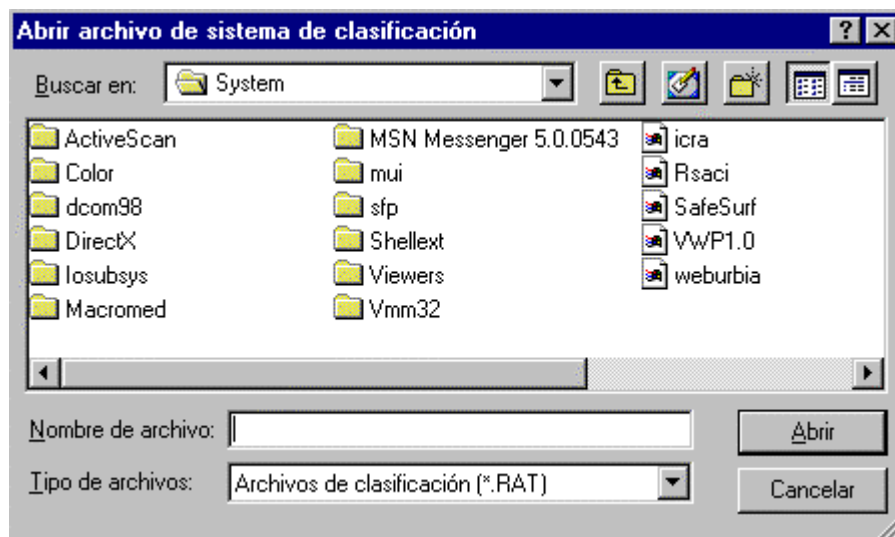 Abrir archivo de sistema de clasificación
Buscar en: System
ActiveScan MSN Messenger 5.0.0543 icra
Color mui Rsaci
dcom98 sfp SafeSurf
DirectX Shellext VWP1.0
Iosubsys Viewers weburbia
Macromed Vmm32
Nombre de archivo: Abrir
Tipo de archivos: Archivos de clasificación (*.RAT) Cancelar